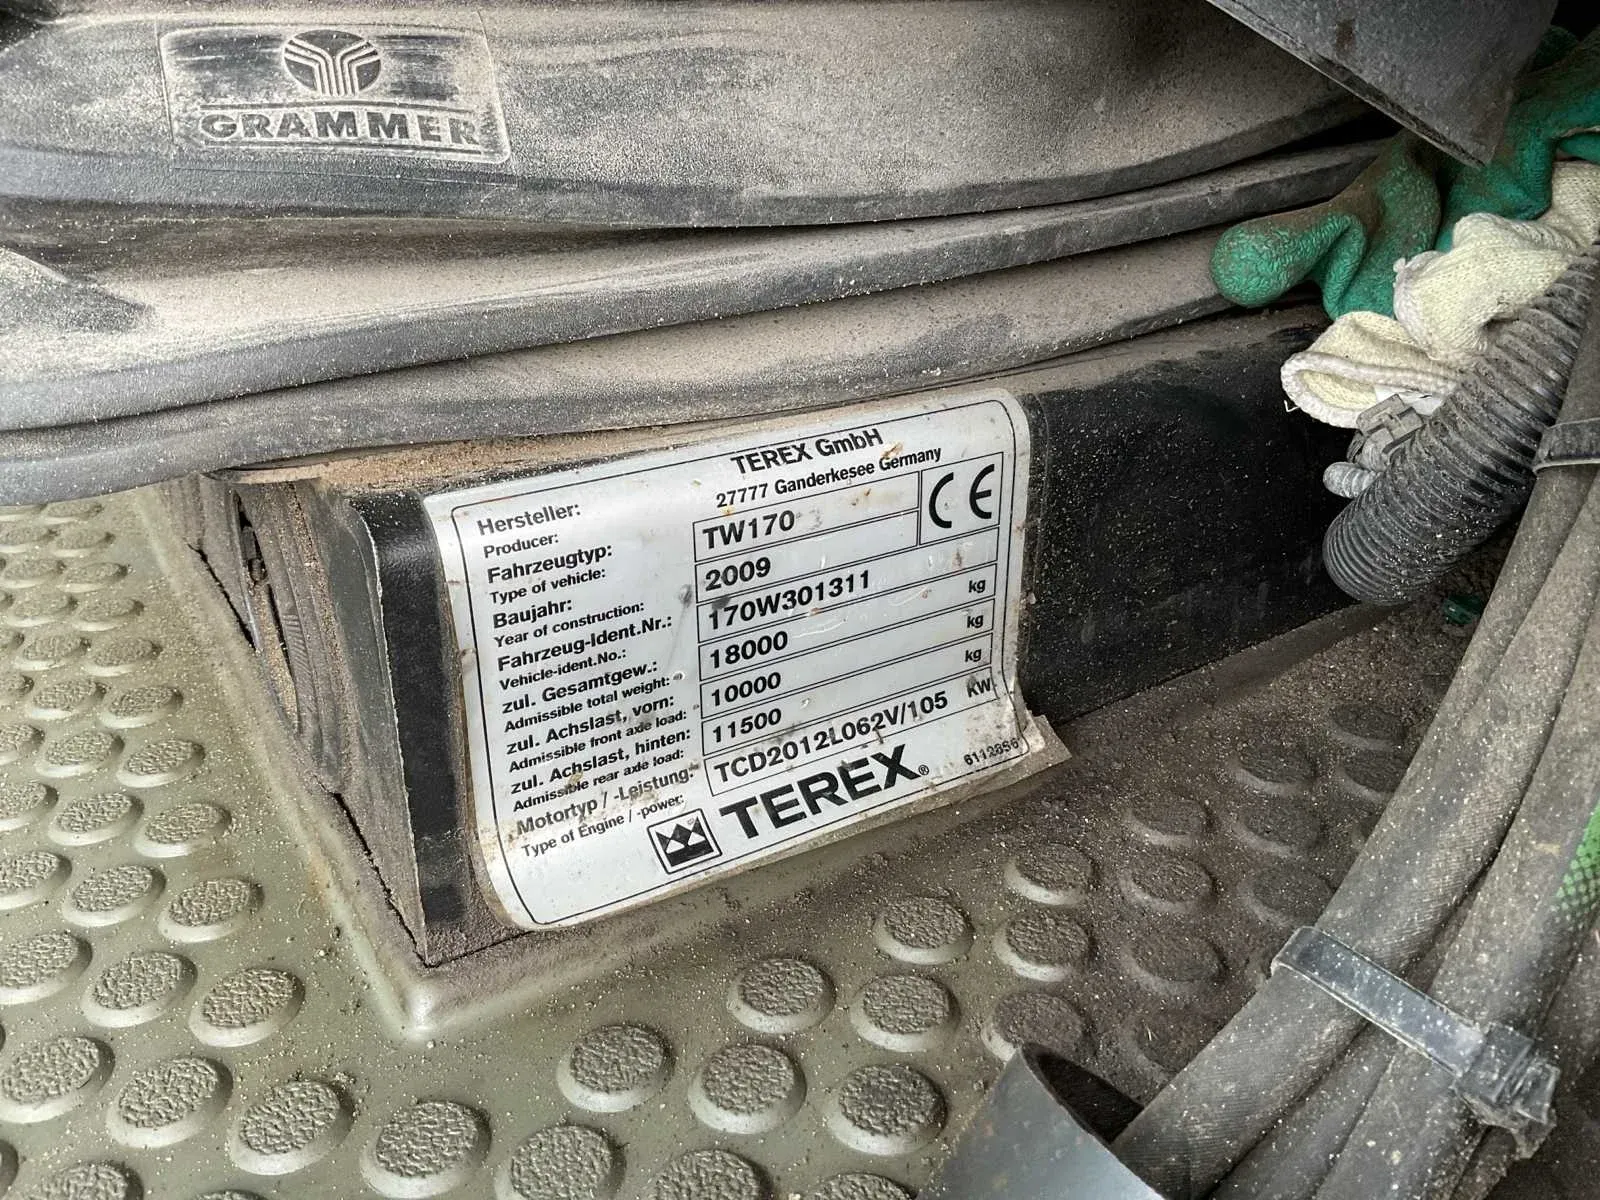 GRAMMER
TEREX GmbH
27777 Ganderkesee Germany
Hersteller:
Producer:
Fahrzeugtyp: TW170
Type of vehicle:
CE
Baujahr: 2009
Year of construction:
Fahrzeug-Ident.Nr.: 170W301311
Vehicle-ident.No.:
zul. Gesamtgew.: 18000 kg
Admissible total weight:
zul. Achslast, vorn: 10000 kg
Admissible front axle load:
zul. Achslast, hinten: 11500 kg
Admissible rear axle load:
Motortyp / -Leistung: TCD2012L062V/105 KW
Type of Engine / -power:
TEREX®
6112856